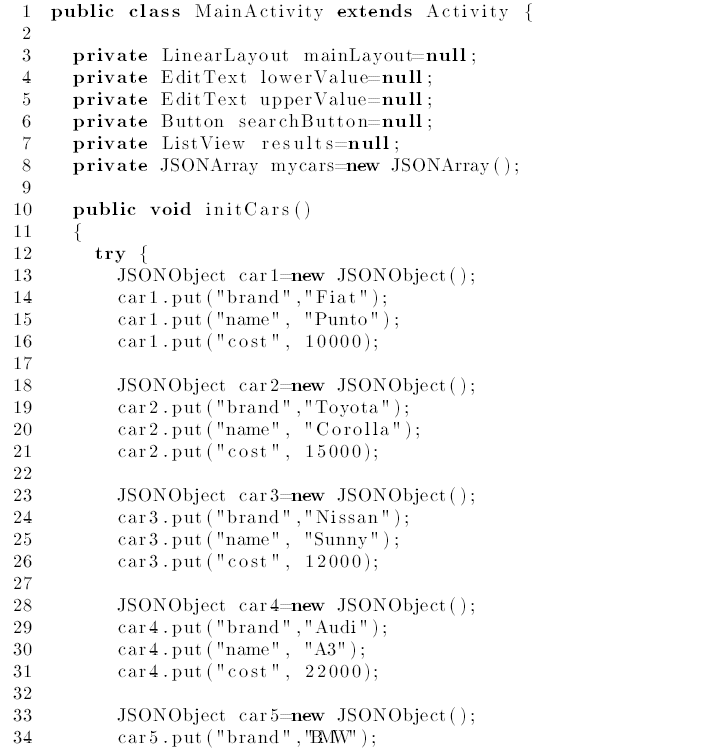 1 public class MainActivity extends Activity {
2
3 private LinearLayout mainLayout=null;
4 private EditText lowerValue=null;
5 private EditText upperValue=null;
6 private Button searchButton=null;
7 private ListView results=null;
8 private JSONArray mycars=new JSONArray();
9
10 public void initCars()
11 {
12 try {
13 JSONObject car1=new JSONObject();
14 car1.put("brand","Fiat");
15 car1.put("name", "Punto");
16 car1.put("cost", 10000);
17
18 JSONObject car2=new JSONObject();
19 car2.put("brand","Toyota");
20 car2.put("name", "Corolla");
21 car2.put("cost", 15000);
22
23 JSONObject car3=new JSONObject();
24 car3.put("brand","Nissan");
25 car3.put("name", "Sunny");
26 car3.put("cost", 12000);
27
28 JSONObject car4=new JSONObject();
29 car4.put("brand","Audi");
30 car4.put("name", "A3");
31 car4.put("cost", 22000);
32
33 JSONObject car5=new JSONObject();
34 car5.put("brand","BMW");